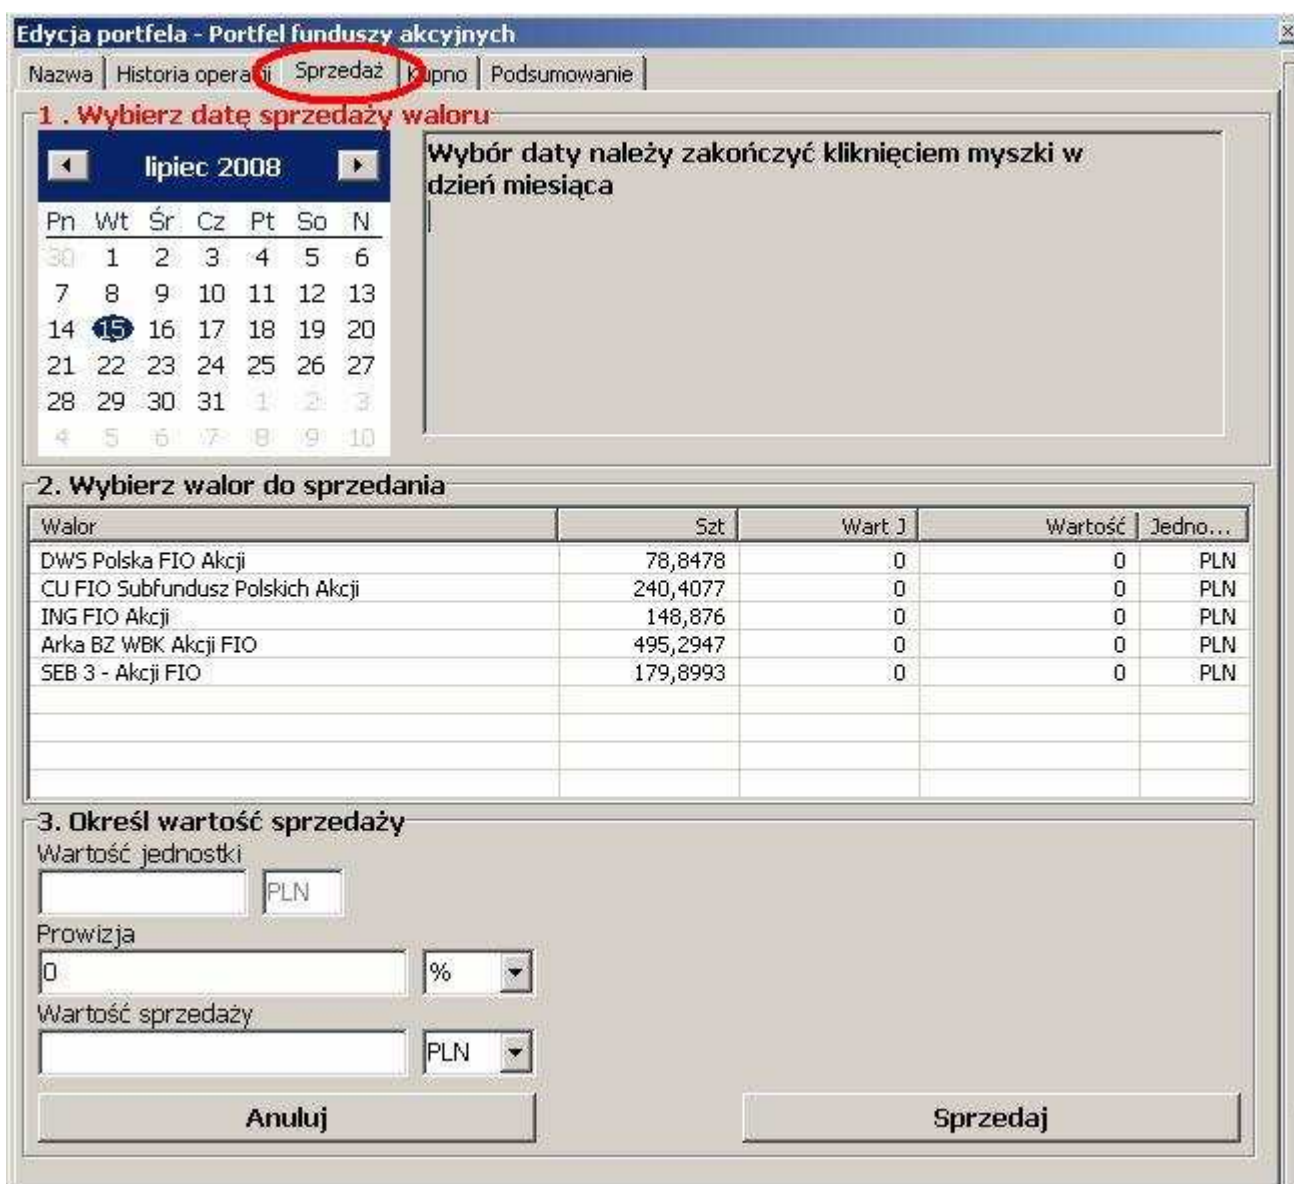 Edycja portfela - Portfel funduszy akcyjnych
Nazwa Historia operacji Sprzedaż Kupno Podsumowanie
1 . Wybierz datę sprzedaży waloru
lipiec 2008
Pn Wt Śr Cz Pt So N
30 1 2 3 4 5 6
7 8 9 10 11 12 13
14 15 16 17 18 19 20
21 22 23 24 25 26 27
28 29 30 31 1 2 3
4 5 6 7 8 9 10
Wybór daty należy zakończyć kliknięciem myszki w
dzień miesiąca
2. Wybierz walor do sprzedania
Walor Szt Wart J Wartość Jedno...
DWS Polska FIO Akcji 78,8478 0 0 PLN
CU FIO Subfundusz Polskich Akcji 240,4077 0 0 PLN
ING FIO Akcji 148,876 0 0 PLN
Arka BZ WBK Akcji FIO 495,2947 0 0 PLN
SEB 3 - Akcji FIO 179,8993 0 0 PLN
3. Określ wartość sprzedaży
Wartość jednostki
PLN
Prowizja
0 %
Wartość sprzedaży
PLN
Anuluj Sprzedaj